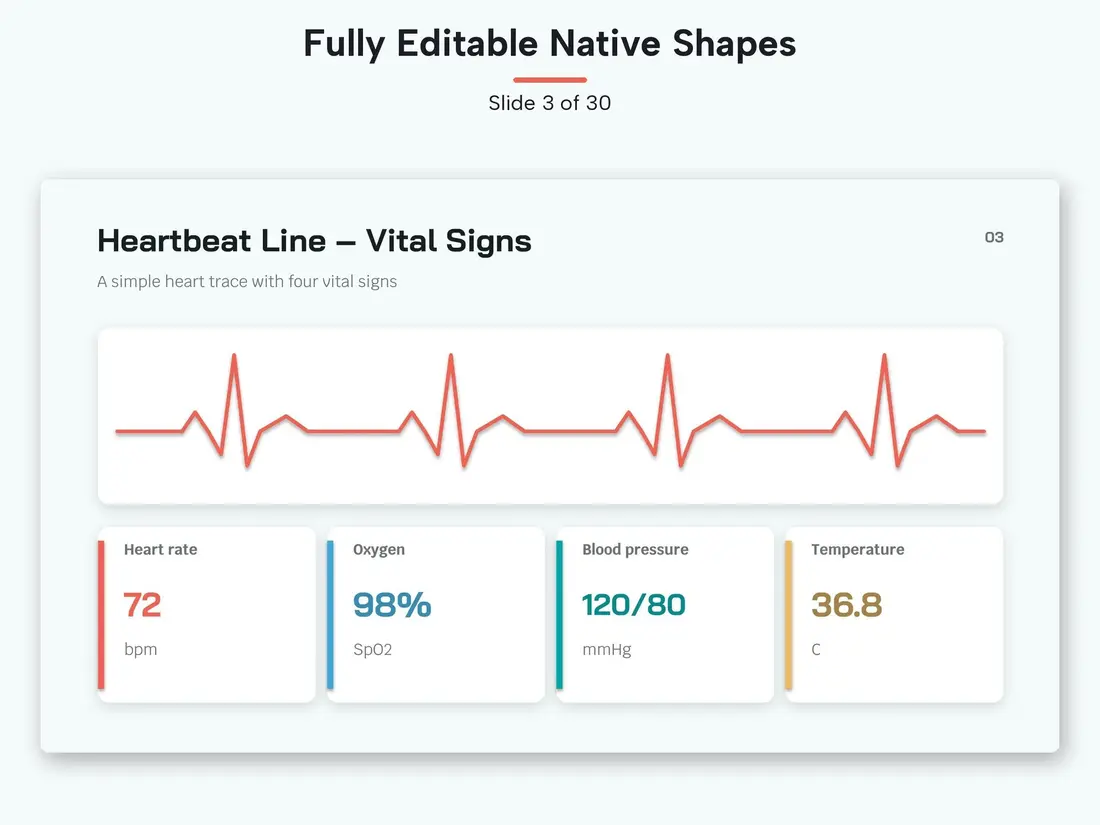 Fully Editable Native Shapes
Slide 3 of 30
Heartbeat Line – Vital Signs
03
A simple heart trace with four vital signs
Heart rate
72
bpm
Oxygen
98%
SpO2
Blood pressure
120/80
mmHg
Temperature
36.8
C